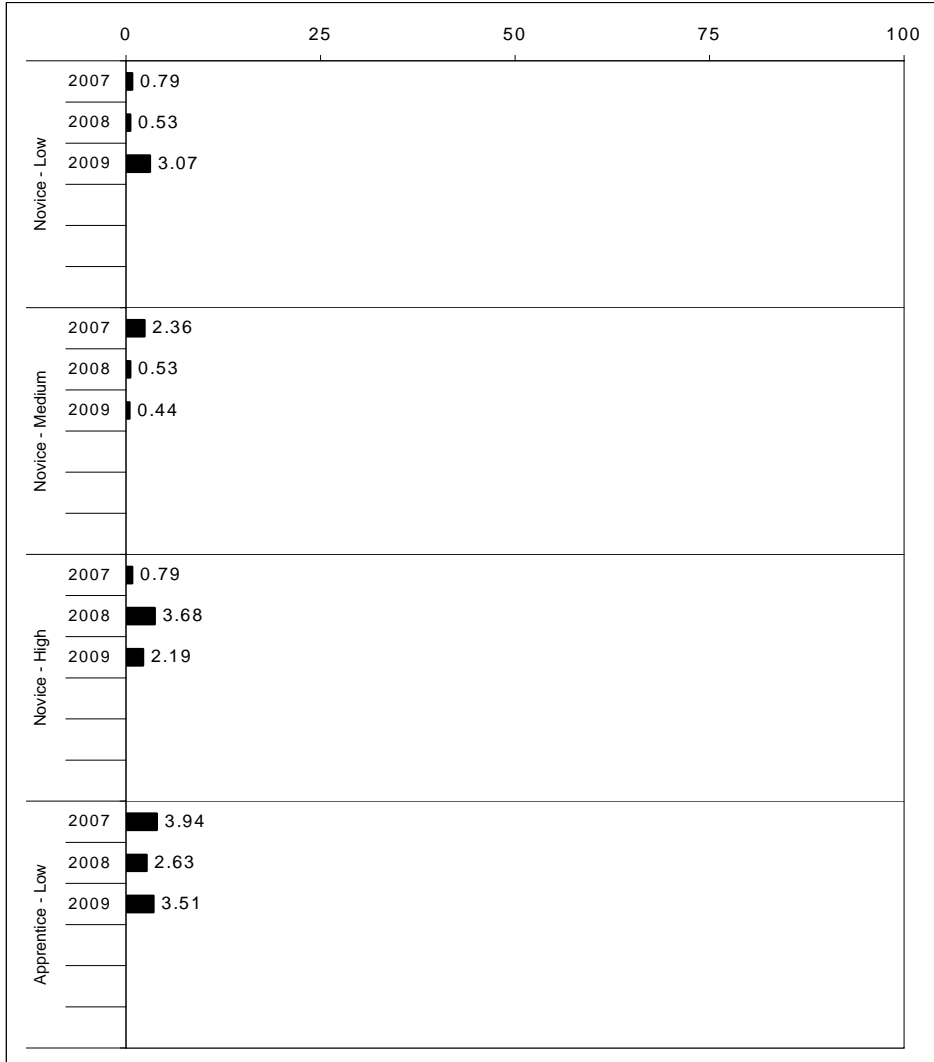 0 25 50 75 100
Novice - Low
2007 0.79
2008 0.53
2009 3.07
Novice - Medium
2007 2.36
2008 0.53
2009 0.44
Novice - High
2007 0.79
2008 3.68
2009 2.19
Apprentice - Low
2007 3.94
2008 2.63
2009 3.51